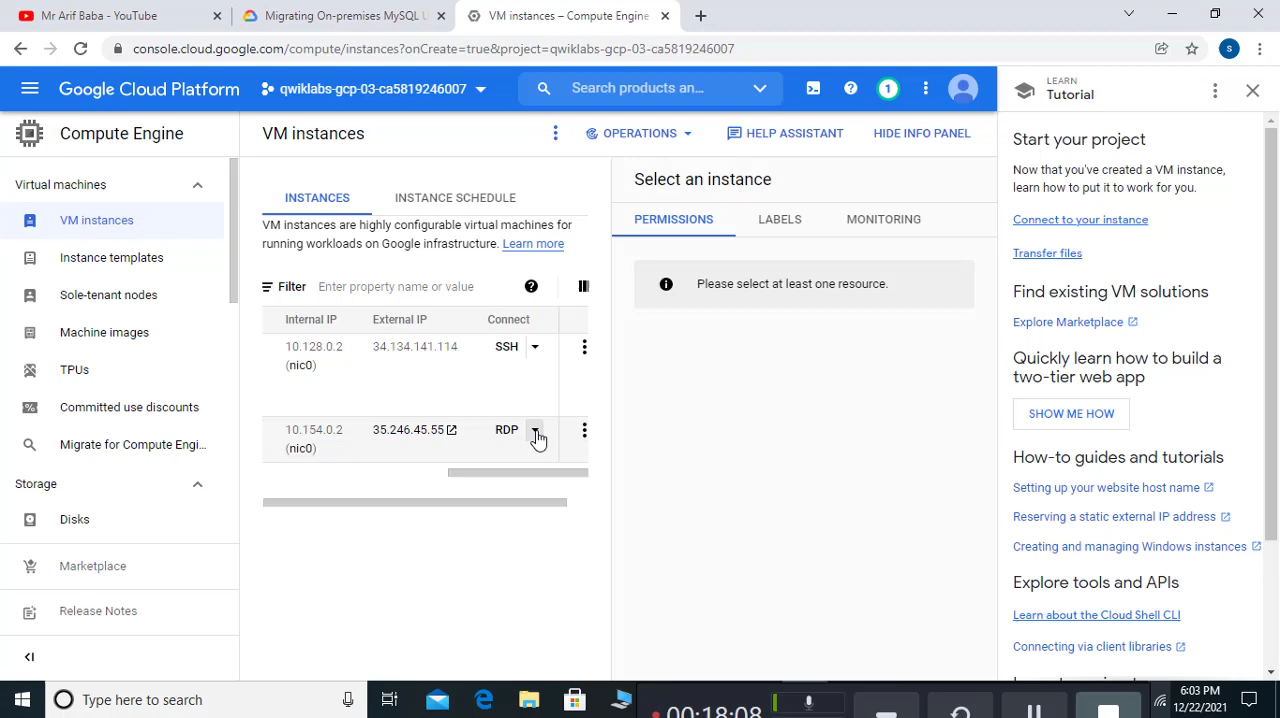 Mr Arif Baba - YouTube
Migrating On-premises MySQL U
VM instances – Compute Engine
console.cloud.google.com/compute/instances?onCreate=true&project=qwiklabs-gcp-03-ca5819246007
s
Google Cloud Platform
qwiklabs-gcp-03-ca5819246007
Search products an...
1
LEARN
Tutorial
Compute Engine
VM instances
OPERATIONS
HELP ASSISTANT
HIDE INFO PANEL
Virtual machines
VM instances
Instance templates
Sole-tenant nodes
Machine images
TPUs
Committed use discounts
Migrate for Compute Engi...
Storage
Disks
Marketplace
Release Notes
INSTANCES
INSTANCE SCHEDULE
VM instances are highly configurable virtual machines for
running workloads on Google infrastructure. Learn more
Filter Enter property name or value
Internal IP External IP Connect
10.128.0.2 34.134.141.114 SSH
(nic0)
10.154.0.2 35.246.45.55 RDP
(nic0)
Select an instance
PERMISSIONS
LABELS
MONITORING
Please select at least one resource.
Start your project
Now that you've created a VM instance,
learn how to put it to work for you.
Connect to your instance
Transfer files
Find existing VM solutions
Explore Marketplace
Quickly learn how to build a
two-tier web app
SHOW ME HOW
How-to guides and tutorials
Setting up your website host name
Reserving a static external IP address
Creating and managing Windows instances
Explore tools and APIs
Learn about the Cloud Shell CLI
Connecting via client libraries
Type here to search
00:18:08
6:03 PM
12/22/2021